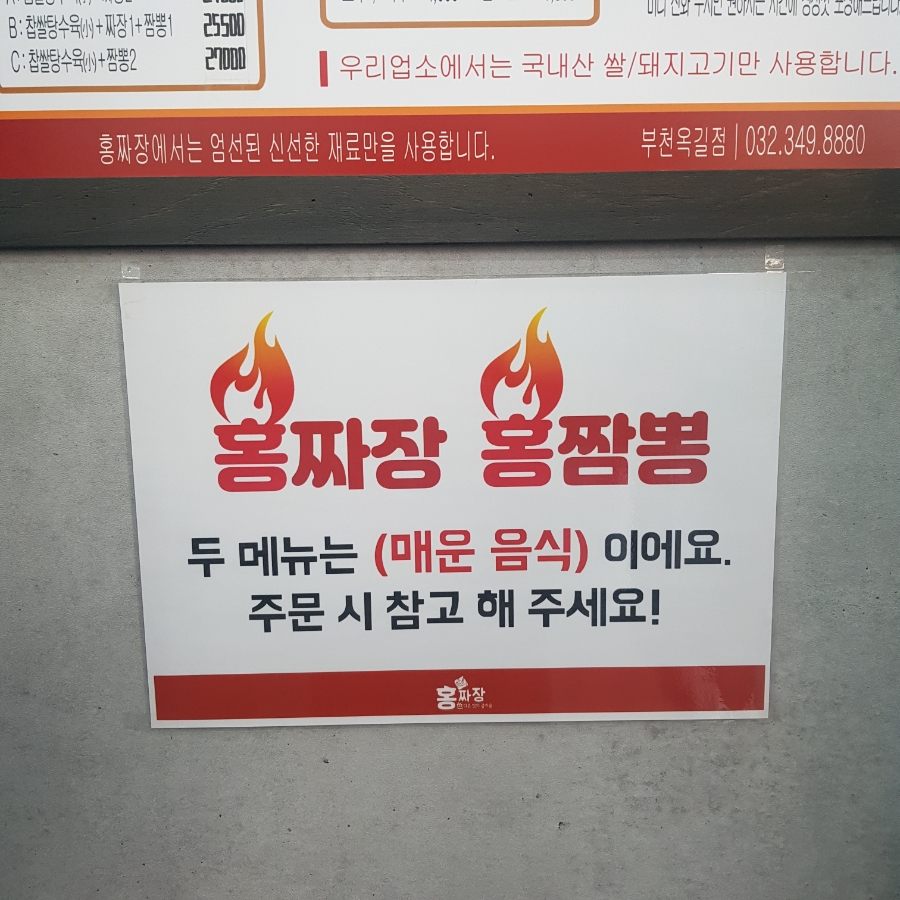 B : 찹쌀탕수육(小) + 짜장1 + 짬뽕1 25500
C : 찹쌀탕수육(小) + 짬뽕2 27000
우리업소에서는 국내산 쌀/돼지고기만 사용합니다.
홍짜장에서는 엄선된 신선한 재료만을 사용합니다.
부천옥길점 | 032.349.8880
홍짜장 홍짬뽕
두 메뉴는 (매운 음식) 이에요.
주문 시 참고 해 주세요!
홍짜장